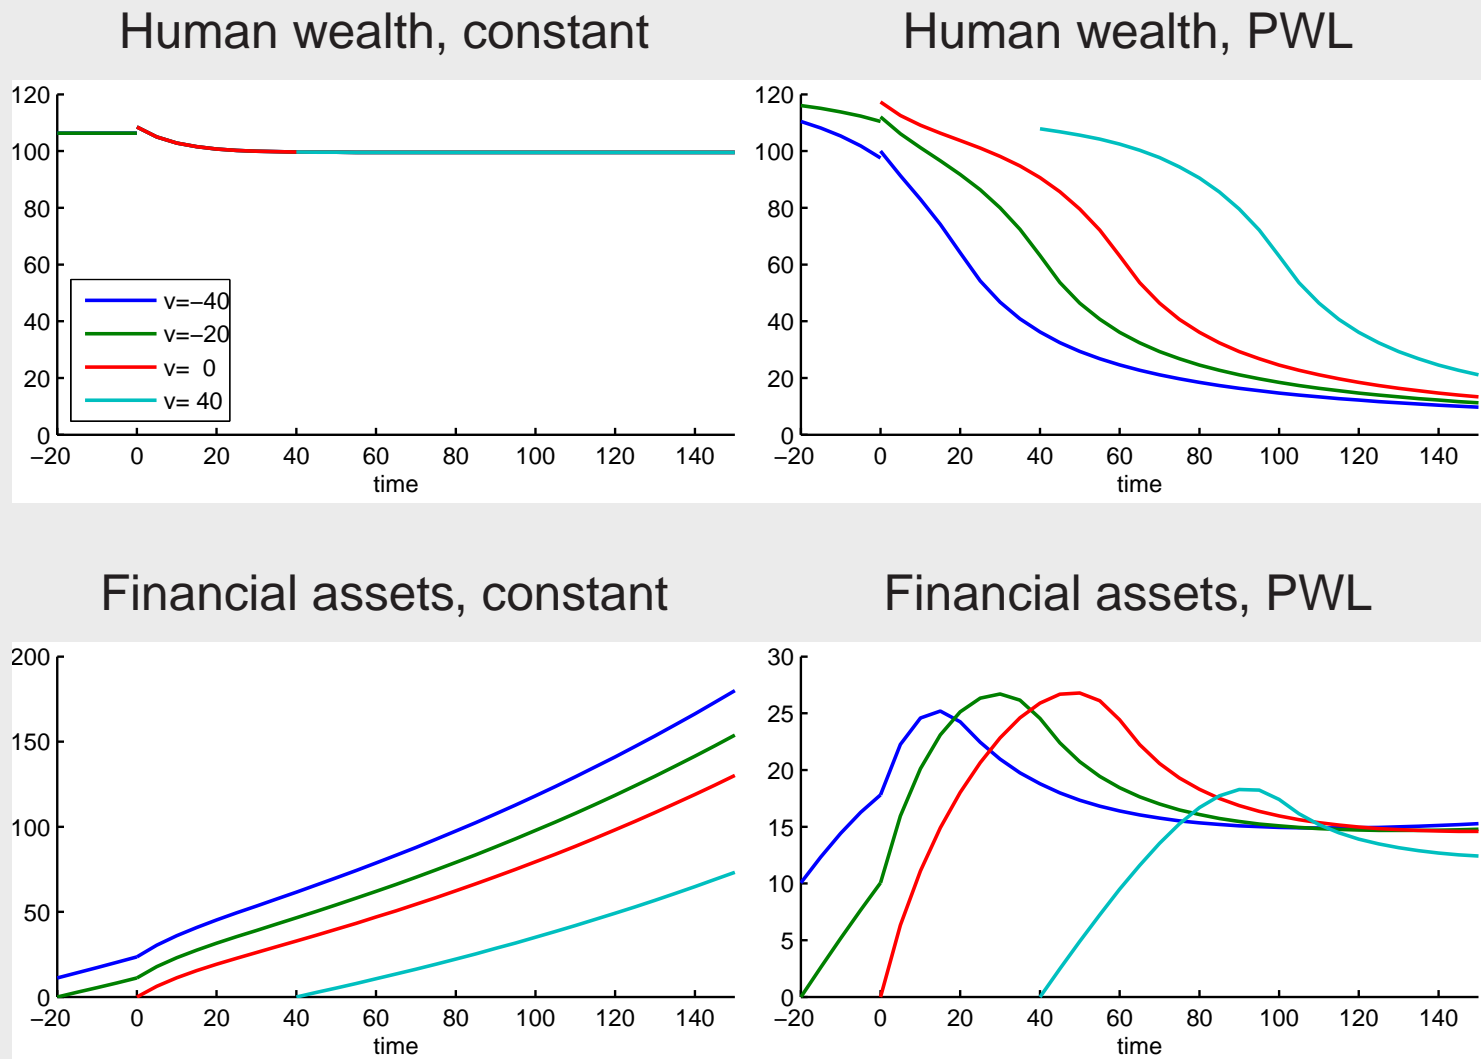 Human wealth, constant
120
100
80
60
40
20
0
v=−40
v=−20
v= 0
v= 40
−20 0 20 40 60 80 100 120 140
time
Human wealth, PWL
120
100
80
60
40
20
0
−20 0 20 40 60 80 100 120 140
time
Financial assets, constant
200
150
100
50
0
−20 0 20 40 60 80 100 120 140
time
Financial assets, PWL
30
25
20
15
10
5
0
−20 0 20 40 60 80 100 120 140
time